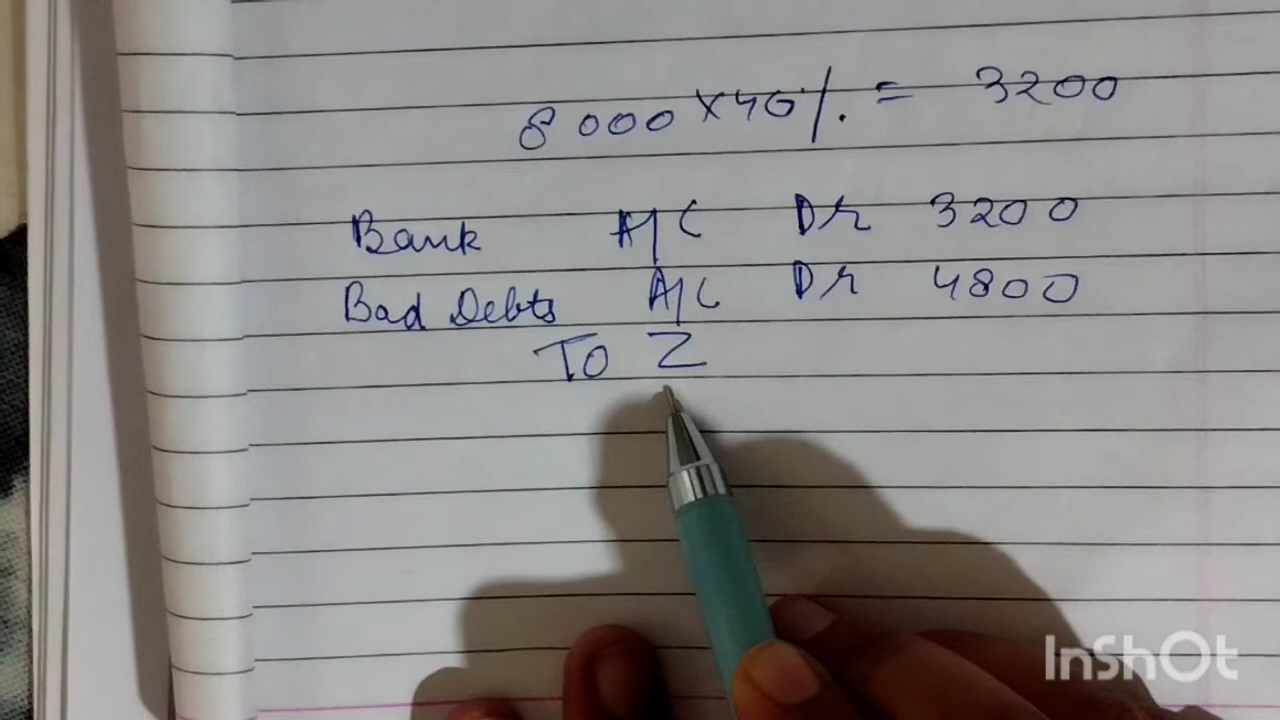 8000 X 40%. = 3200
Bank A/C Dr 3200
Bad Debts A/C Dr 4800
To Z
InShOt